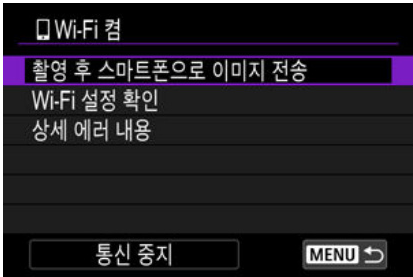 Wi-Fi 켬
촬영 후 스마트폰으로 이미지 전송
Wi-Fi 설정 확인
상세 에러 내용
통신 중지
MENU